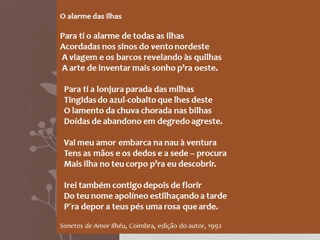 O alarme das ilhas
Para ti o alarme de todas as ilhas
Acordadas nos sinos do vento nordeste
A viagem e os barcos revelando às quilhas
A arte de inventar mais sonho p'ra oeste.
Para ti a lonjura parada das milhas
Tingidas do azul-cobalto que lhes deste
O lamento da chuva chorada nas bilhas
Doídas de abandono em degredo agreste.
Vai meu amor embarca na nau à ventura
Tens as mãos e os dedos e a sede – procura
Mais ilha no teu corpo p'ra eu descobrir.
Irei também contigo depois de florir
Do teu nome apolíneo estilhaçando a tarde
P´ra depor a teus pés uma rosa que arde.
Sonetos de Amor Ilhéu, Coimbra, edição do autor, 1992